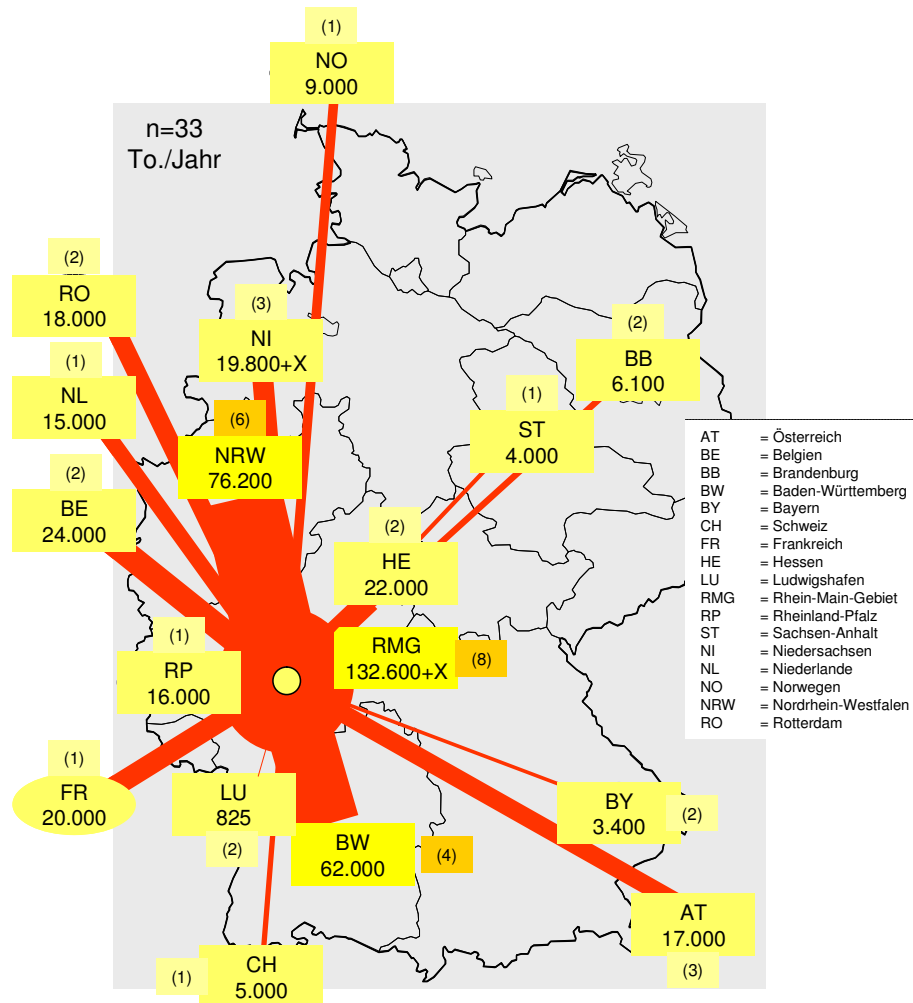 (1)
NO
9.000
n=33
To./Jahr
(2)
RO
18.000
(3)
NI
19.800+X
(2)
BB
6.100
(1)
NL
15.000
(1)
ST
4.000
(6)
NRW
76.200
(2)
BE
24.000
(2)
HE
22.000
AT = Österreich
BE = Belgien
BB = Brandenburg
BW = Baden-Württemberg
BY = Bayern
CH = Schweiz
FR = Frankreich
HE = Hessen
LU = Ludwigshafen
RMG = Rhein-Main-Gebiet
RP = Rheinland-Pfalz
ST = Sachsen-Anhalt
NI = Niedersachsen
NL = Niederlande
NO = Norwegen
NRW = Nordrhein-Westfalen
RO = Rotterdam
(1)
RP
16.000
RMG
132.600+X
(8)
(1)
FR
20.000
LU
825
(2)
BY
3.400
(2)
BW
62.000
(4)
AT
17.000
(3)
CH
5.000
(1)